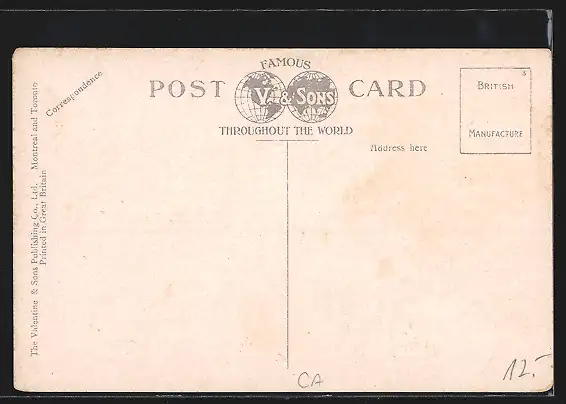 FAMOUS
POST V. & SONS CARD
THROUGHOUT THE WORLD
Correspondence
Address here
3
BRITISH
MANUFACTURE
The Valentine & Sons Publishing Co., Ltd. Montreal and Toronto
Printed in Great Britain
CA
12.-